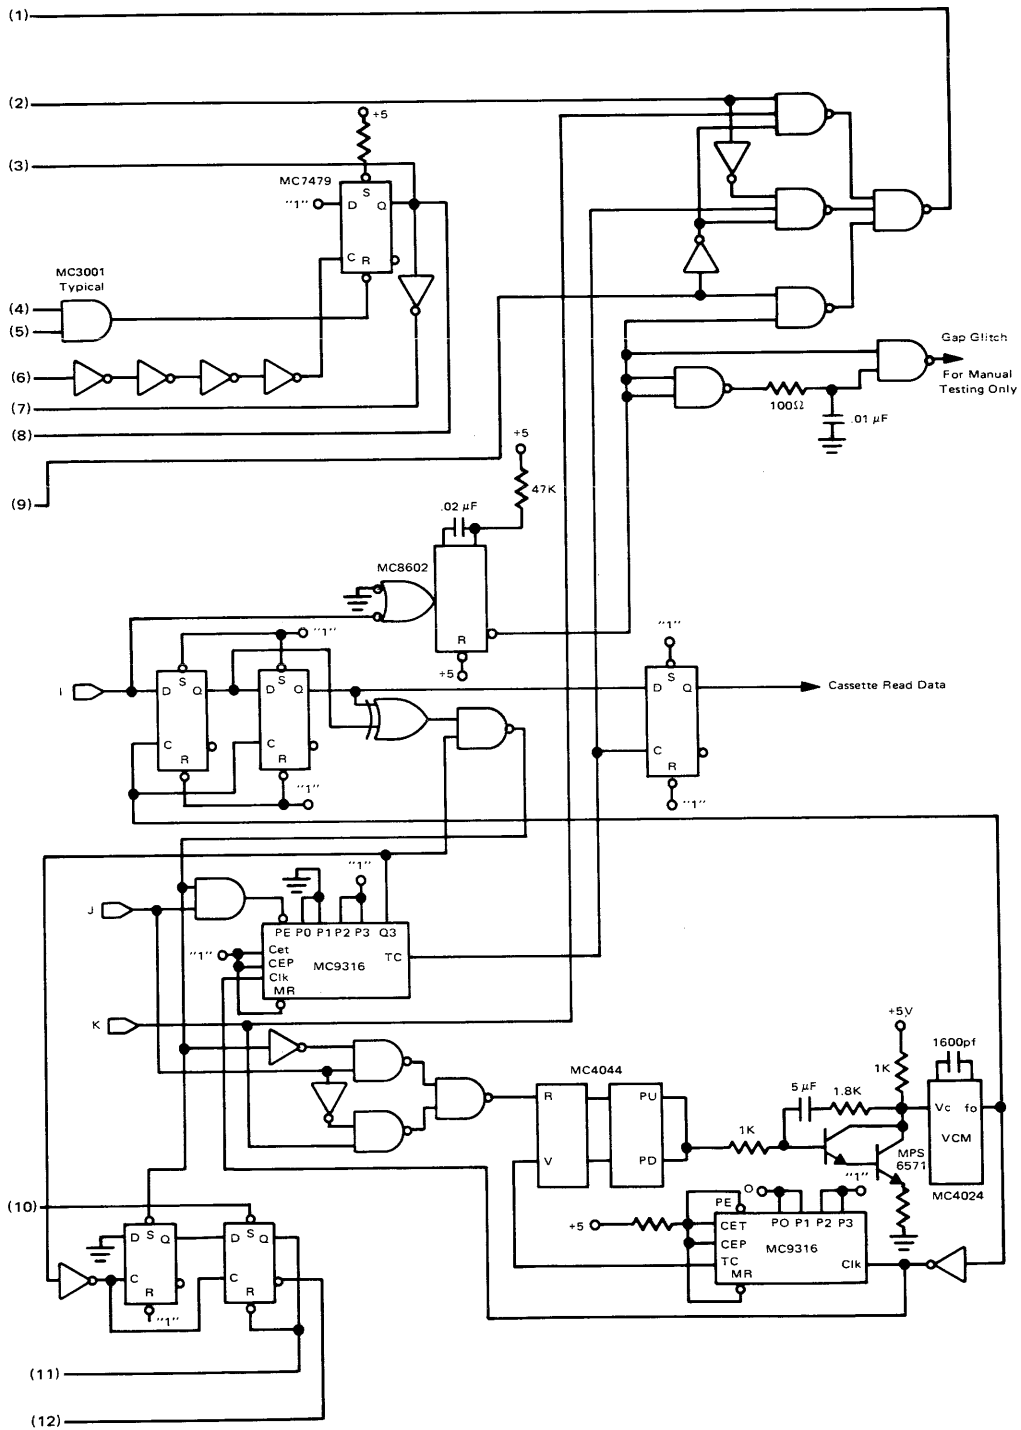 (1)
(2)
+5
(3)
MC7479
S
"1"
D Q
C R
MC3001
Typical
(4)
(5)
(6)
(7)
(8)
(9)
Gap Glitch
For Manual
Testing Only
100Ω
.01 µF
+5
47K
.02 µF
MC8602
R
+5
"1"
"1"
I
D S Q
D S Q
C
C
R
R
"1"
D S Q
Cassette Read Data
C
R
"1"
J
"1"
PE P0 P1 P2 P3 Q3
"1"
Cet
CEP
Clk
MR
MC9316
TC
K
MC4044
R
V
PU
PD
1K
5 µF
1.8K
+5V
1K
1600pf
Vc fo
VCM
MC4024
MPS
6571
"1"
(10)
D S Q
C
R
"1"
D S Q
C
R
+5
PE
O
PO P1 P2 P3
CET
CEP
TC
MR
MC9316
Clk
(11)
(12)